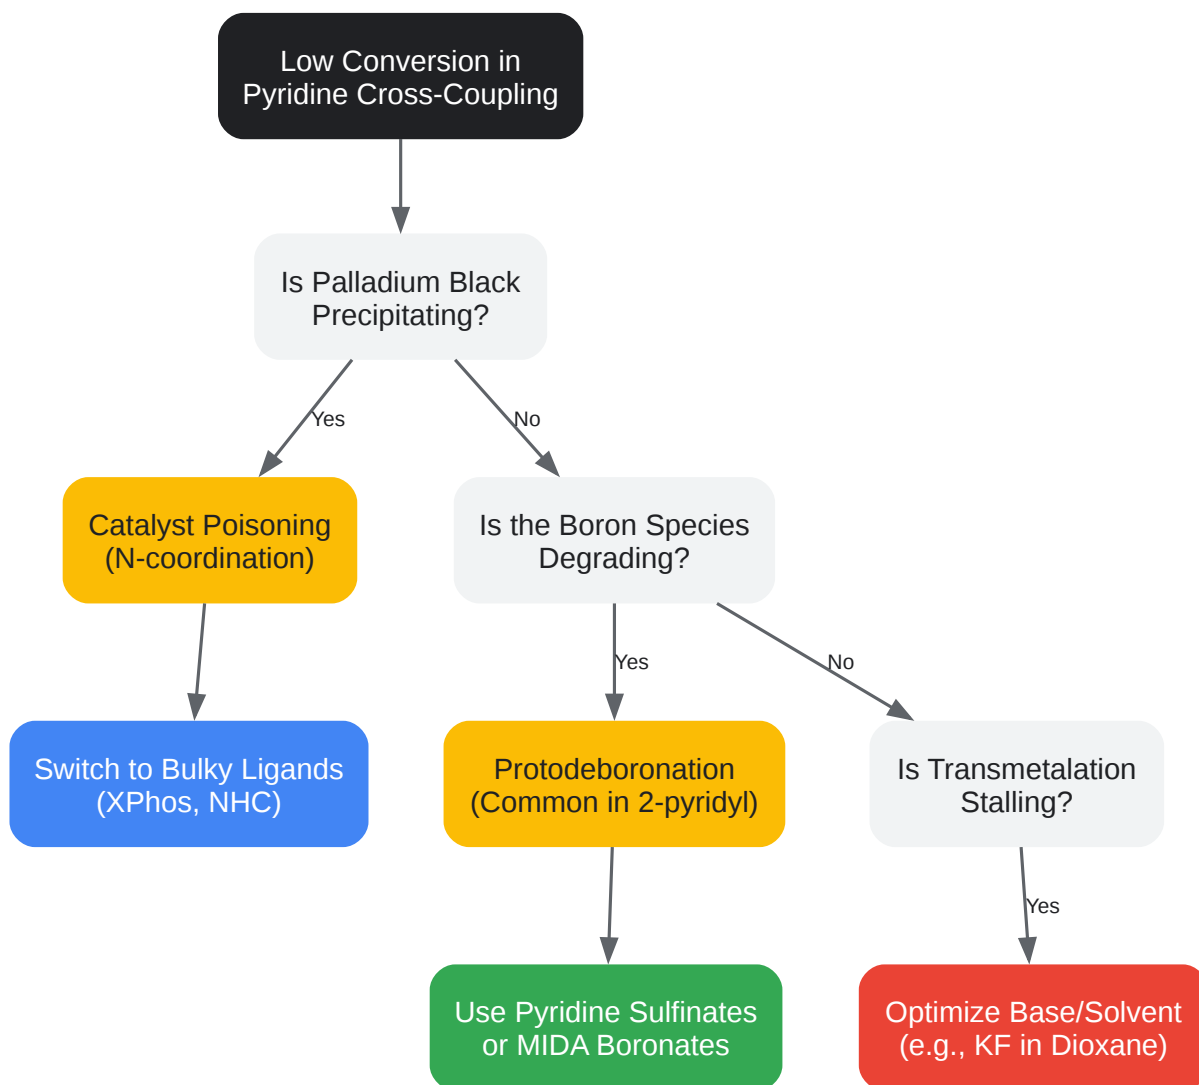 Low Conversion in
Pyridine Cross-Coupling
Is Palladium Black
Precipitating?
Yes
No
Catalyst Poisoning
(N-coordination)
Is the Boron Species
Degrading?
Yes
No
Switch to Bulky Ligands
(XPhos, NHC)
Protodeboronation
(Common in 2-pyridyl)
Is Transmetalation
Stalling?
Yes
Use Pyridine Sulfinates
or MIDA Boronates
Optimize Base/Solvent
(e.g., KF in Dioxane)